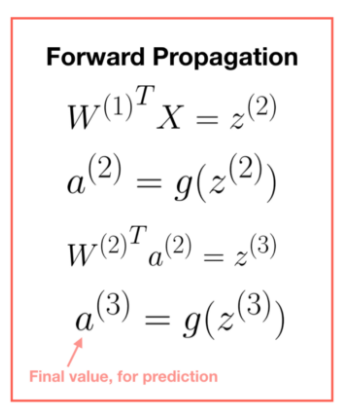 Forward Propagation
W^{(1)^T} X = z^{(2)}
a^{(2)} = g(z^{(2)})
W^{(2)^T} a^{(2)} = z^{(3)}
a^{(3)} = g(z^{(3)})
Final value, for prediction